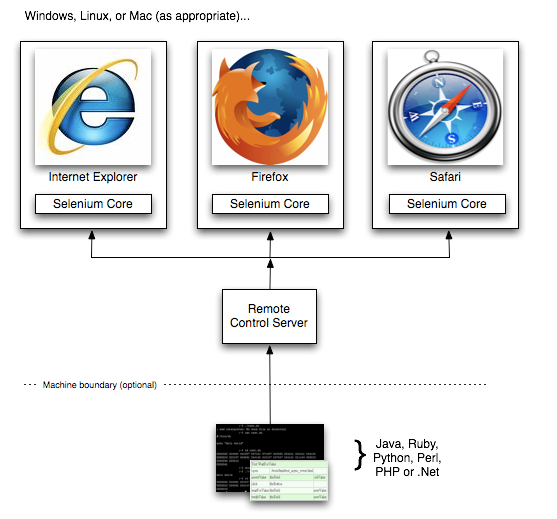 Windows, Linux, or Mac (as appropriate)...
N
E
S
W
Internet Explorer
Firefox
Safari
Selenium Core
Selenium Core
Selenium Core
Remote
Control Server
Machine boundary (optional)
Java, Ruby,
Python, Perl,
PHP or .Net